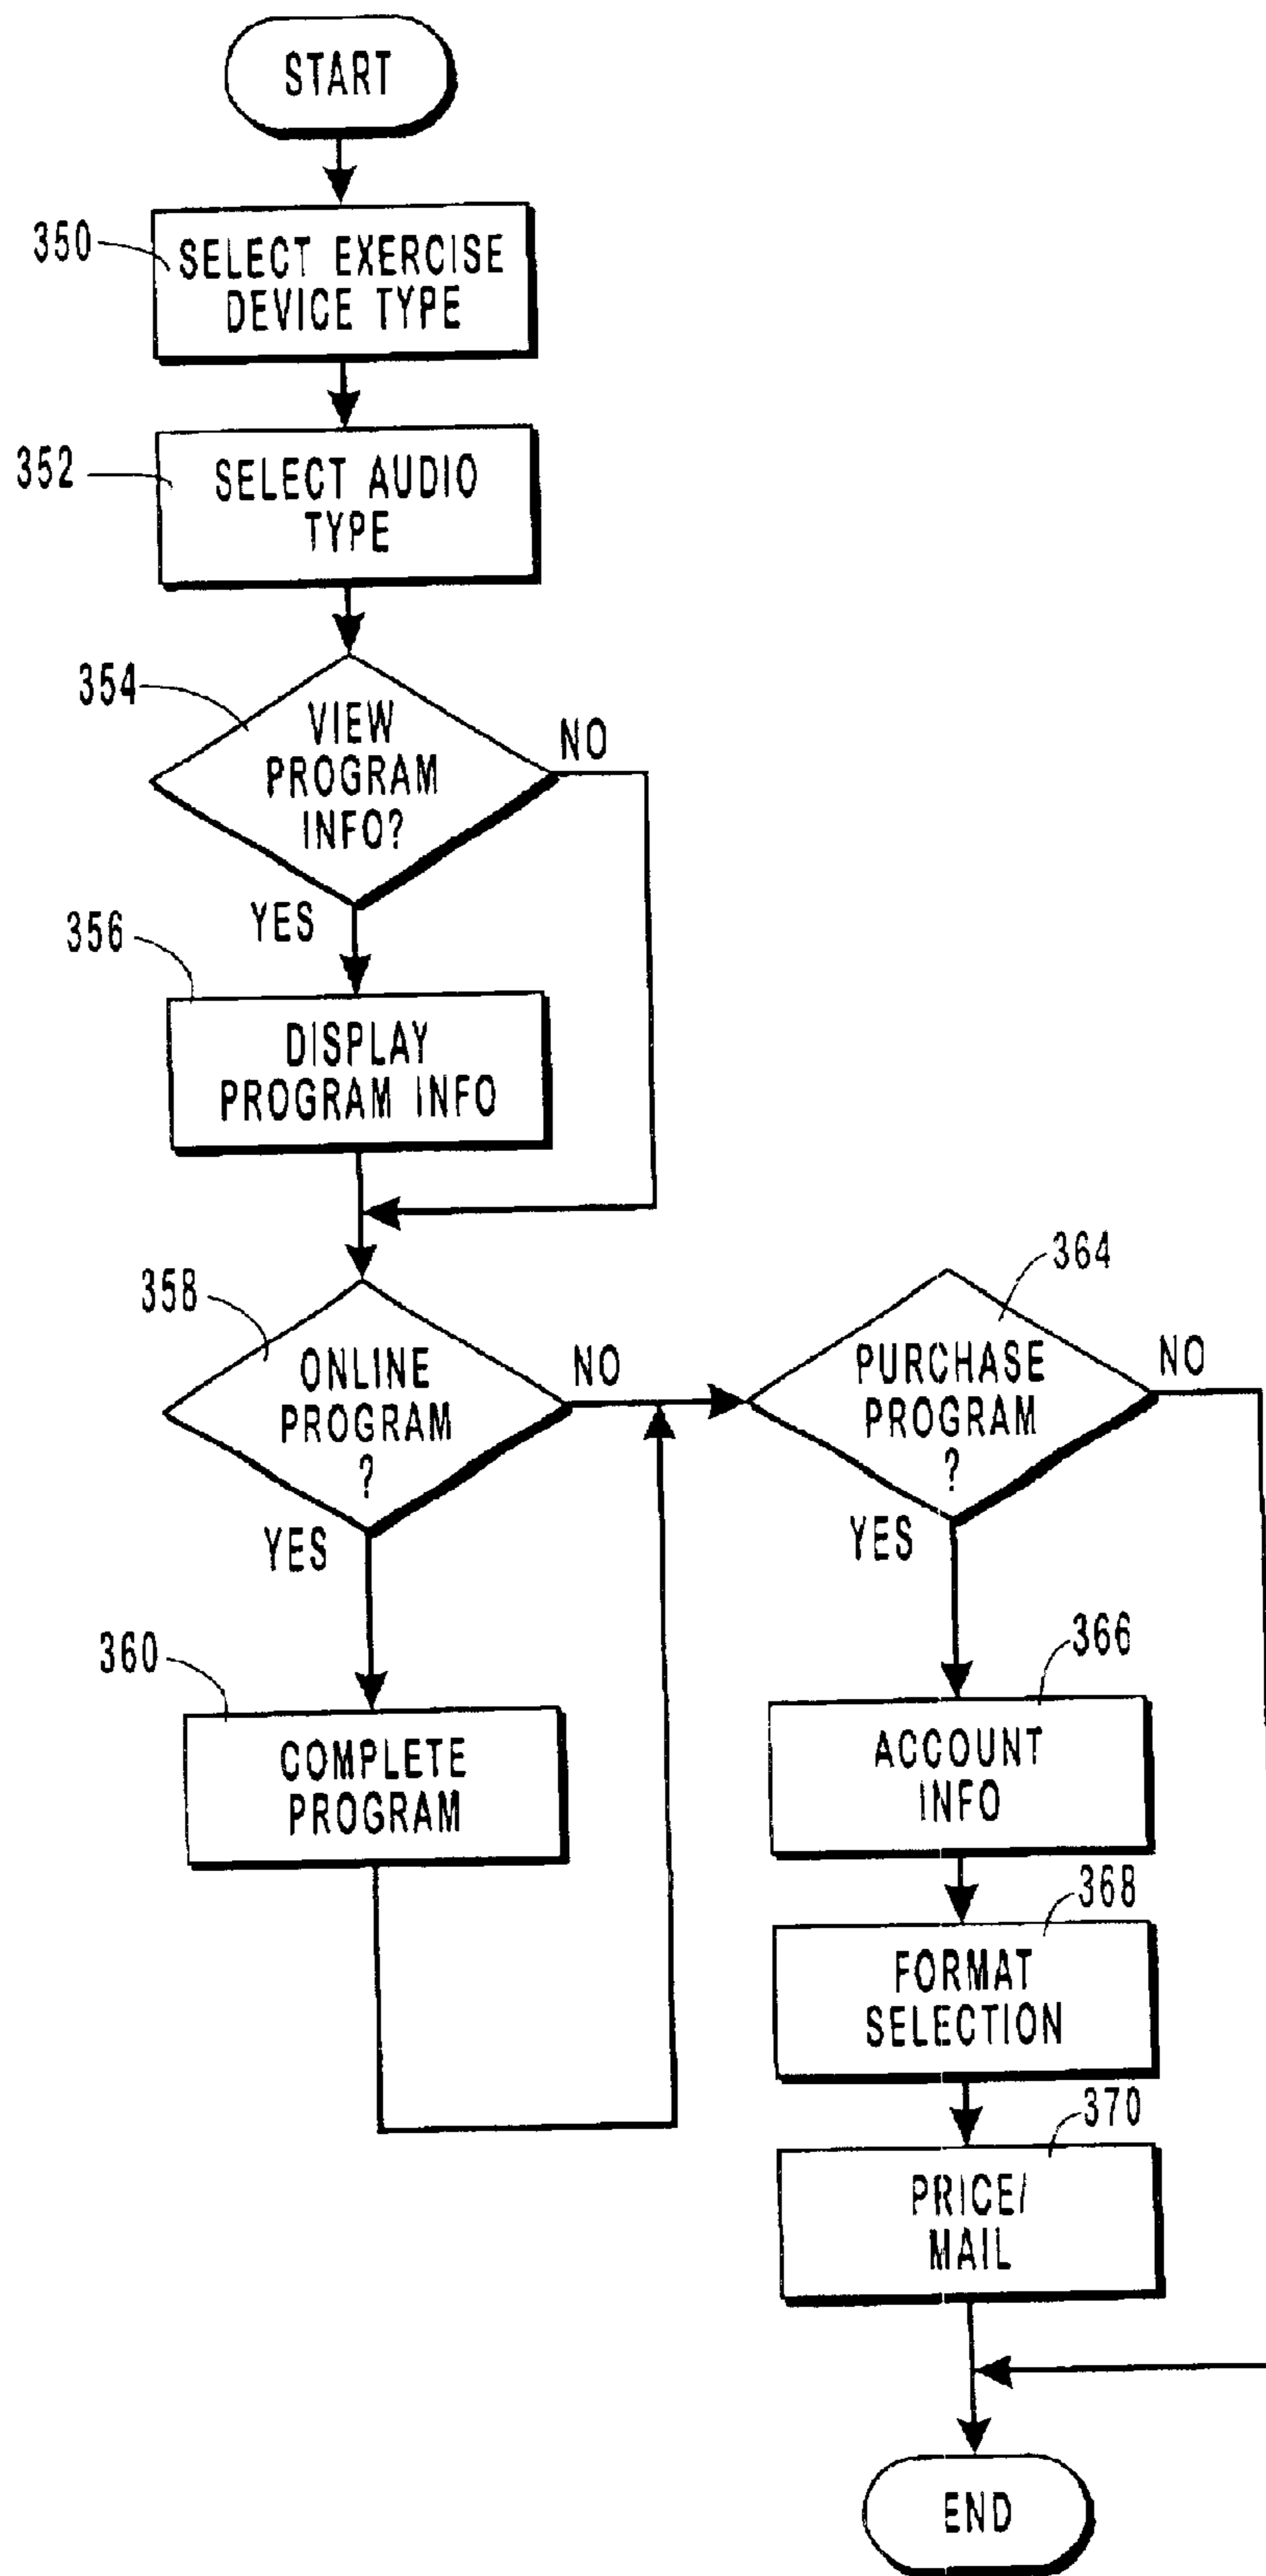 START
350
SELECT EXERCISE
DEVICE TYPE
352
SELECT AUDIO
TYPE
354
VIEW
PROGRAM
INFO?
NO
YES
356
DISPLAY
PROGRAM INFO
358
ONLINE
PROGRAM
?
NO
YES
360
COMPLETE
PROGRAM
364
PURCHASE
PROGRAM
?
NO
YES
366
ACCOUNT
INFO
368
FORMAT
SELECTION
370
PRICE/
MAIL
END